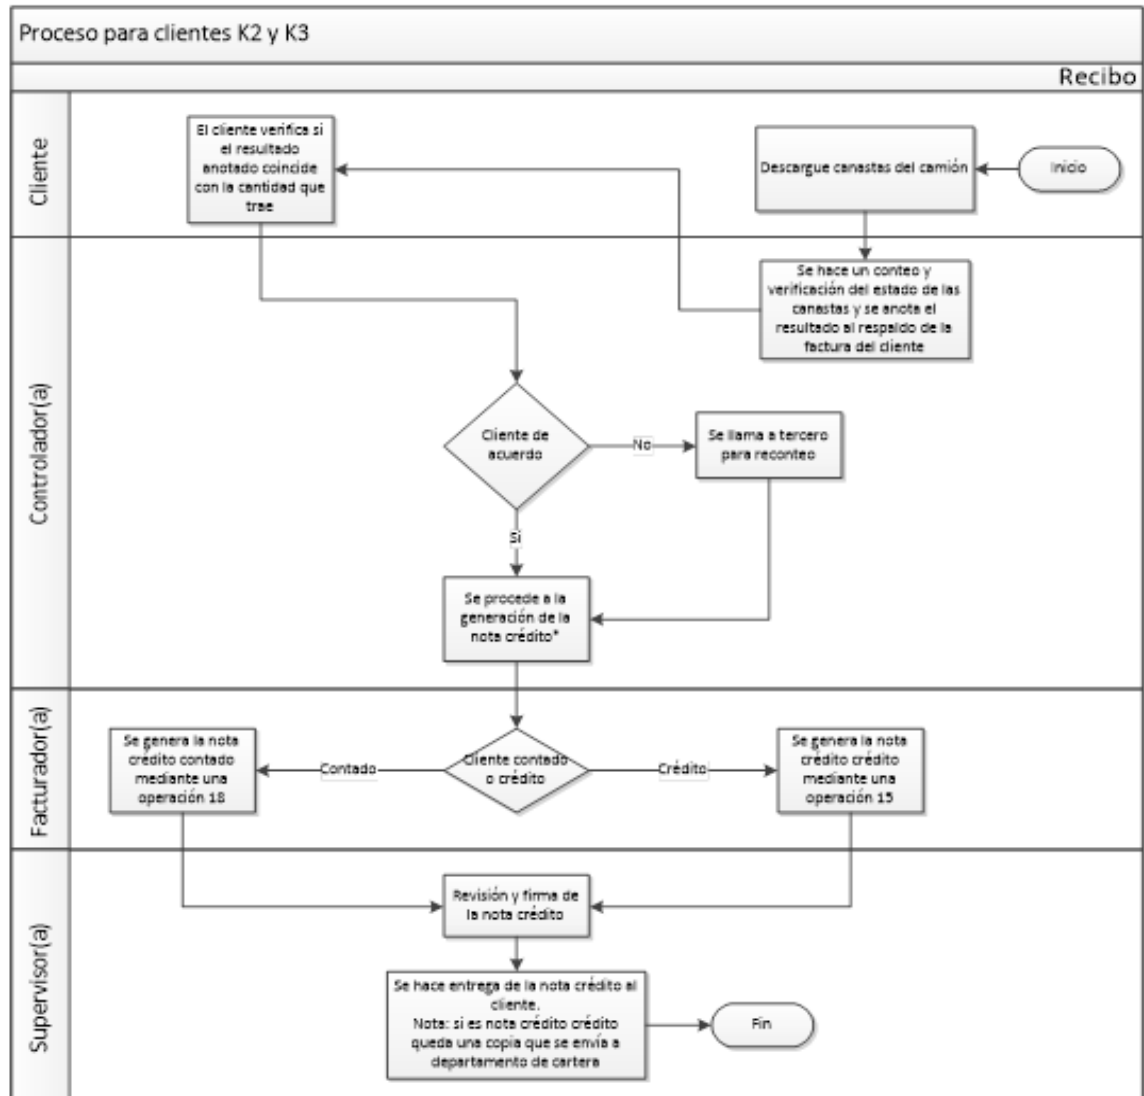 Proceso para clientes K2 y K3
Recibo
Cliente
El cliente verifica si
el resultado
anotado coincide
con la cantidad que
trae
Descargue canastas del camión
Inicio
Controlador(a)
Se hace un conteo y
verificación del estado de las
canastas y se anota el
resultado al respaldo de la
factura del cliente
Cliente de
acuerdo
No
Se llama a tercero
para reconteo
Si
Se procede a la
generación de la
nota crédito*
Facturador(a)
Se genera la nota
crédito contado
mediante una
operación 18
Contado
Cliente contado
o crédito
Crédito
Se genera la nota
crédito crédito
mediante una
operación 15
Supervisor(a)
Revisión y firma de
la nota crédito
Se hace entrega de la nota crédito al
cliente.
Nota: si es nota crédito crédito
queda una copia que se envía a
departamento de cartera
Fin